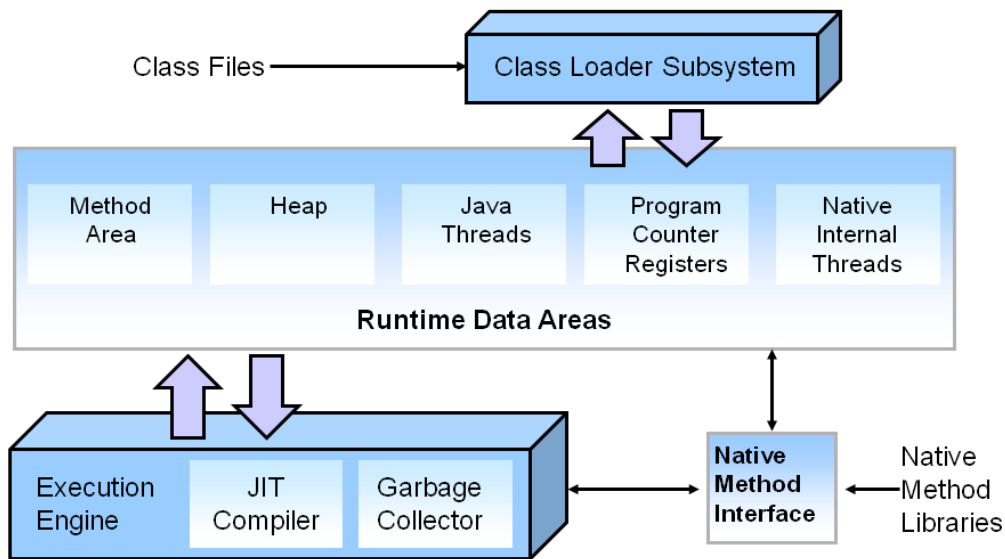 Class Files
Class Loader Subsystem
Method
Area
Heap
Java
Threads
Program
Counter
Registers
Native
Internal
Threads
Runtime Data Areas
Execution
Engine
JIT
Compiler
Garbage
Collector
Native
Method
Interface
Native
Method
Libraries